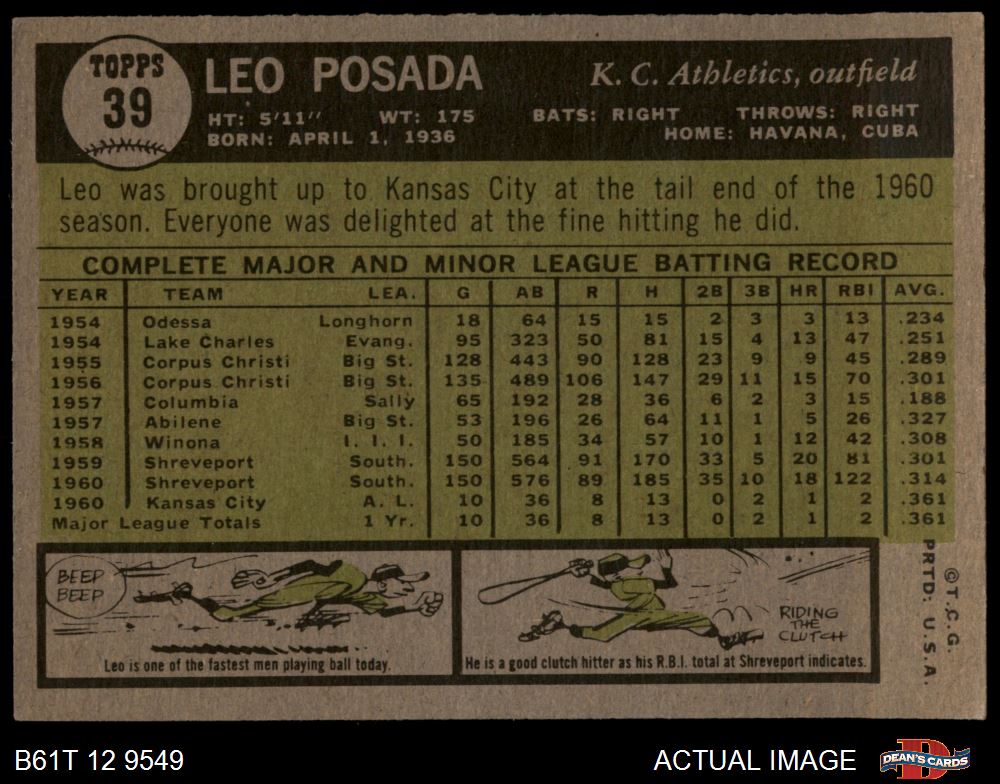 TOPPS
39
LEO POSADA
K. C. Athletics, outfield
HT: 5'11" WT: 175 BATS: RIGHT THROWS: RIGHT
BORN: APRIL 1, 1936 HOME: HAVANA, CUBA
Leo was brought up to Kansas City at the tail end of the 1960
season. Everyone was delighted at the fine hitting he did.
COMPLETE MAJOR AND MINOR LEAGUE BATTING RECORD
YEAR TEAM LEA. G AB R H 2B 3B HR RBI AVG.
1954 Odessa Longhorn 18 64 15 15 2 3 3 13 .234
1954 Lake Charles Evang. 95 323 50 81 15 4 13 47 .251
1955 Corpus Christi Big St. 128 443 90 128 23 9 9 45 .289
1956 Corpus Christi Big St. 135 489 106 147 29 11 15 70 .301
1957 Columbia Sally 65 192 28 36 6 2 3 15 .188
1957 Abilene Big St. 53 196 26 64 11 1 5 26 .327
1958 Winona I. I. I. 50 185 34 57 10 1 12 42 .308
1959 Shreveport South. 150 564 91 170 33 5 20 81 .301
1960 Shreveport South. 150 576 89 185 35 10 18 122 .314
1960 Kansas City A. L. 10 36 8 13 0 2 1 2 .361
Major League Totals 1 Yr. 10 36 8 13 0 2 1 2 .361
BEEP
BEEP
Leo is one of the fastest men playing ball today.
RIDING
THE
CLUTCH
He is a good clutch hitter as his R.B.I. total at Shreveport indicates.
© T. C. G.
PRTD: U. S. A.
B61T 12 9549
ACTUAL IMAGE
D
DEAN'S CARDS